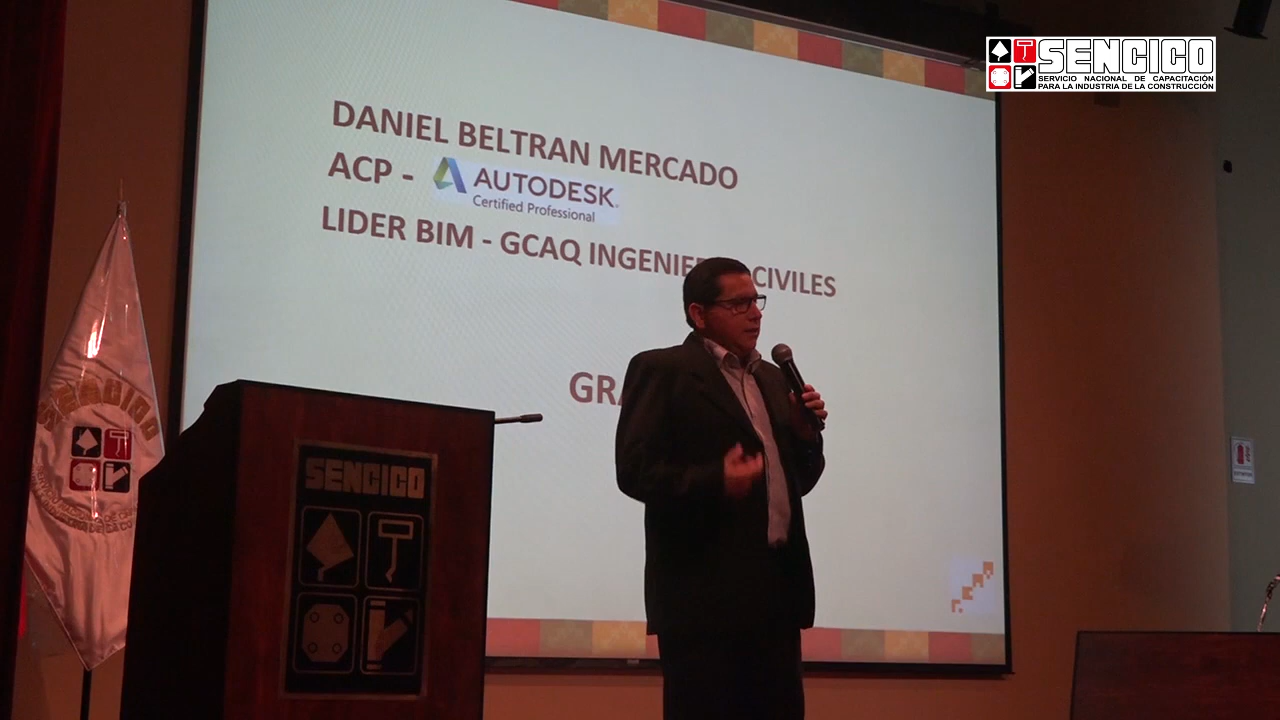 SENCICO
SERVICIO NACIONAL DE CAPACITACIÓN
PARA LA INDUSTRIA DE LA CONSTRUCCIÓN
DANIEL BELTRAN MERCADO
ACP - AUTODESK
Certified Professional
LIDER BIM - GCAQ CIVILES
SENCICO
SENCICO